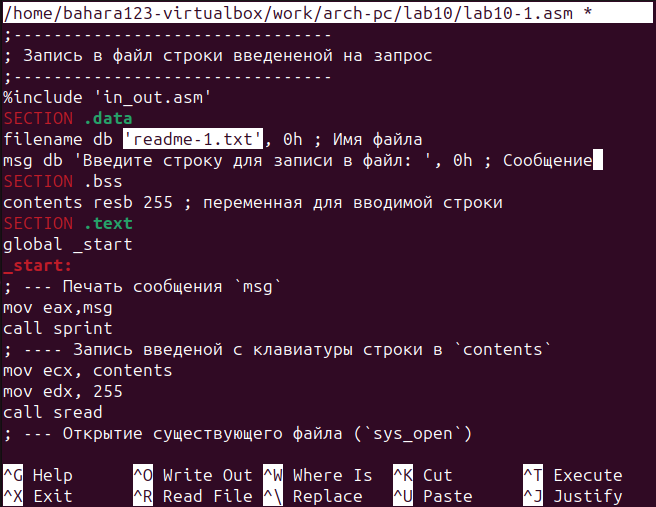 /home/bahara123-virtualbox/work/arch-pc/lab10/lab10-1.asm *
;--------------------------------
; Запись в файл строки введененой на запрос
;--------------------------------
%include 'in_out.asm'
SECTION .data
filename db 'readme-1.txt', 0h ; Имя файла
msg db 'Введите строку для записи в файл: ', 0h ; Сообщение
SECTION .bss
contents resb 255 ; переменная для вводимой строки
SECTION .text
global _start
_start:
; --- Печать сообщения `msg`
mov eax,msg
call sprint
; ---- Запись введеной с клавиатуры строки в `contents`
mov ecx, contents
mov edx, 255
call sread
; --- Открытие существующего файла (`sys_open`)
^G Help ^O Write Out ^W Where Is ^K Cut ^T Execute
^X Exit ^R Read File ^\ Replace ^U Paste ^J Justify